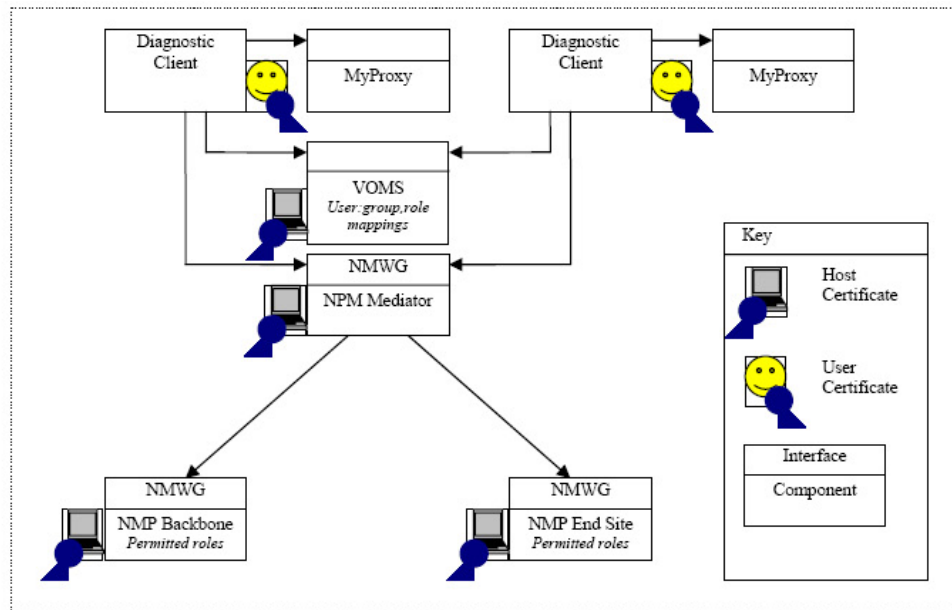 Diagnostic
Client
MyProxy
Diagnostic
Client
MyProxy
VOMS
User:group,role
mappings
NMWG
NPM Mediator
NMWG
NMP Backbone
Permitted roles
NMWG
NMP End Site
Permitted roles
Key
Host
Certificate
User
Certificate
Interface
Component